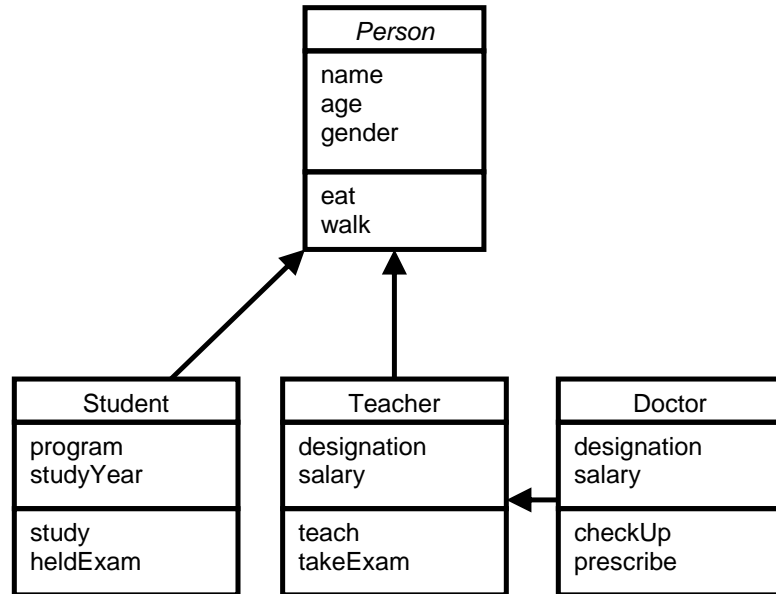 Person
name
age
gender
eat
walk
Student
program
studyYear
study
heldExam
Teacher
designation
salary
teach
takeExam
Doctor
designation
salary
checkUp
prescribe